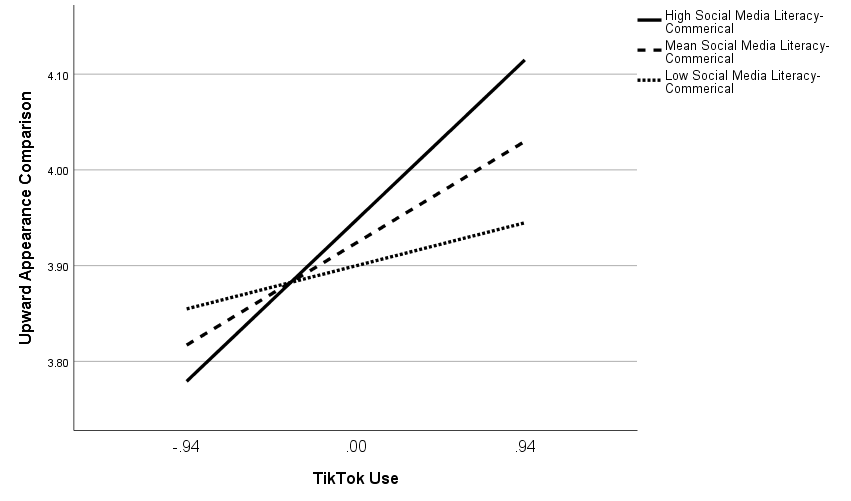 High Social Media Literacy-
Commerical
Mean Social Media Literacy-
Commerical
Low Social Media Literacy-
Commerical
Upward Appearance Comparison
4.10
4.00
3.90
3.80
-.94
.00
.94
TikTok Use